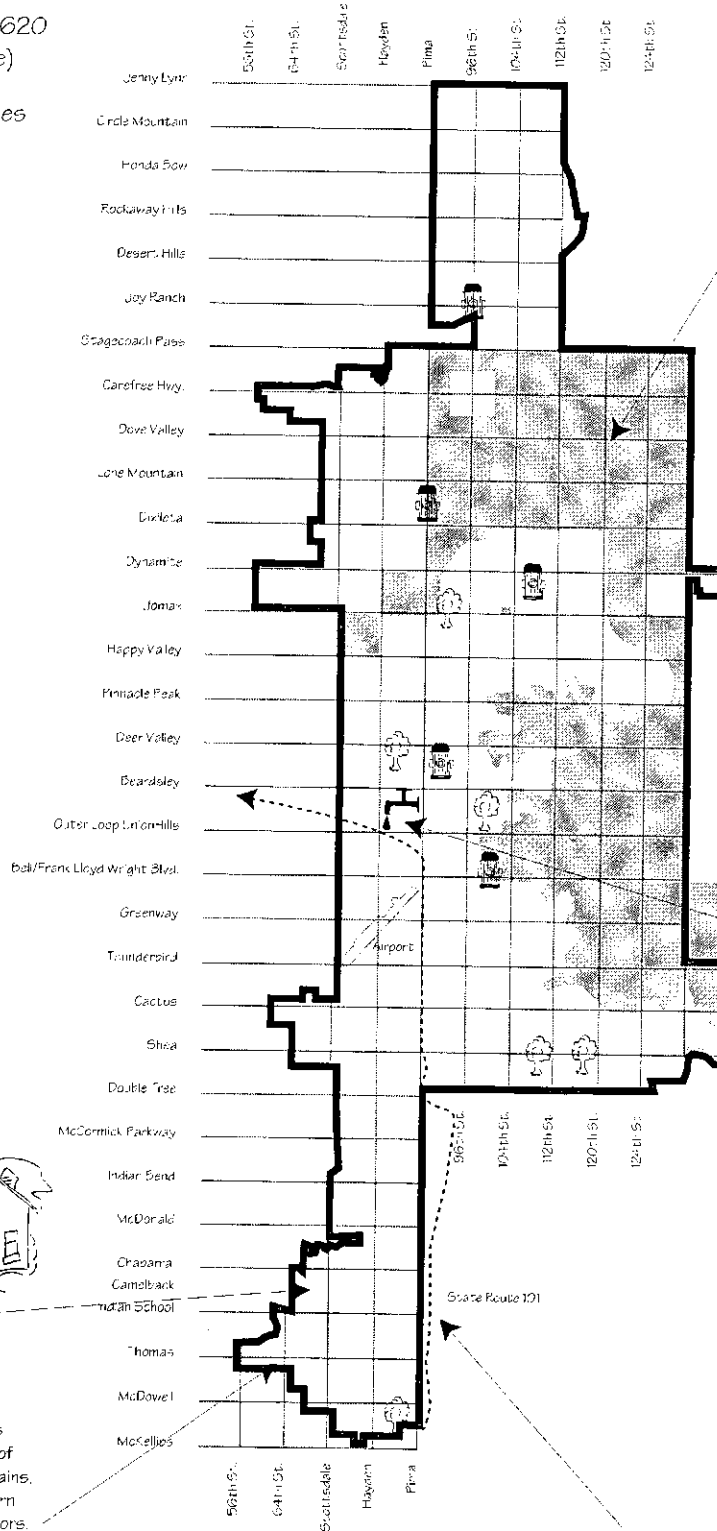 620
e)
es
56th St.
64th St.
Scottsdale
Hayden
Pima
96th St.
104th St.
112th St.
120th St.
124th St.
Jenny Lynn
Circle Mountain
Honda Bow
Rockaway Hills
Desert Hills
Joy Ranch
Stagecoach Pass
Carefree Hwy.
Dove Valley
Lone Mountain
Dixileta
Dynamite
Jomax
Happy Valley
Pinnacle Peak
Deer Valley
Beardsley
Outer Loop Union Hills
Bell/Frank Lloyd Wright Blvd.
Greenway
Airport
Thunderbird
Cactus
Shea
Double Tree
McCormick Parkway
96th St.
104th St.
112th St.
120th St.
124th St.
Indian Bend
McDonald
Chaparral
Camelback
Indian School
State Route 101
Thomas
McDowell
McKellips
s
of
ains.
rn
ors.
56th St.
64th St.
Scottsdale
Hayden
Pima